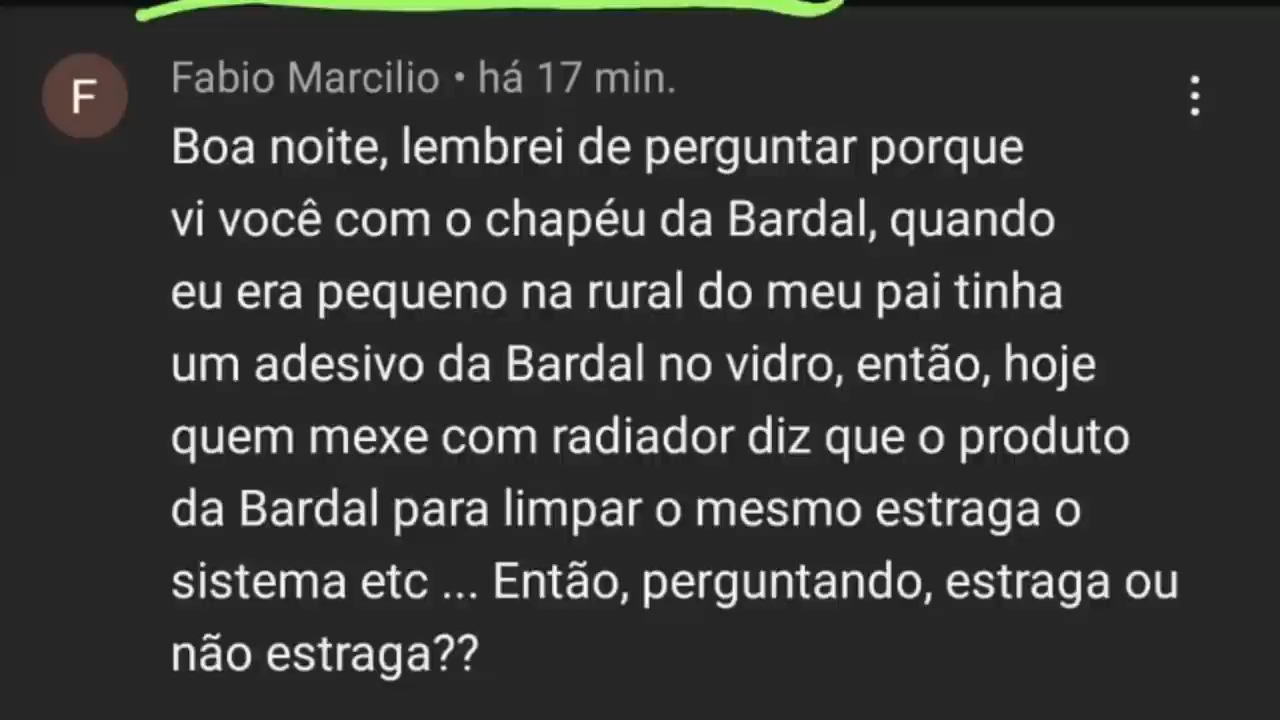 F
Fabio Marcilio • há 17 min.
Boa noite, lembrei de perguntar porque
vi você com o chapéu da Bardal, quando
eu era pequeno na rural do meu pai tinha
um adesivo da Bardal no vidro, então, hoje
quem mexe com radiador diz que o produto
da Bardal para limpar o mesmo estraga o
sistema etc ... Então, perguntando, estraga ou
não estraga??